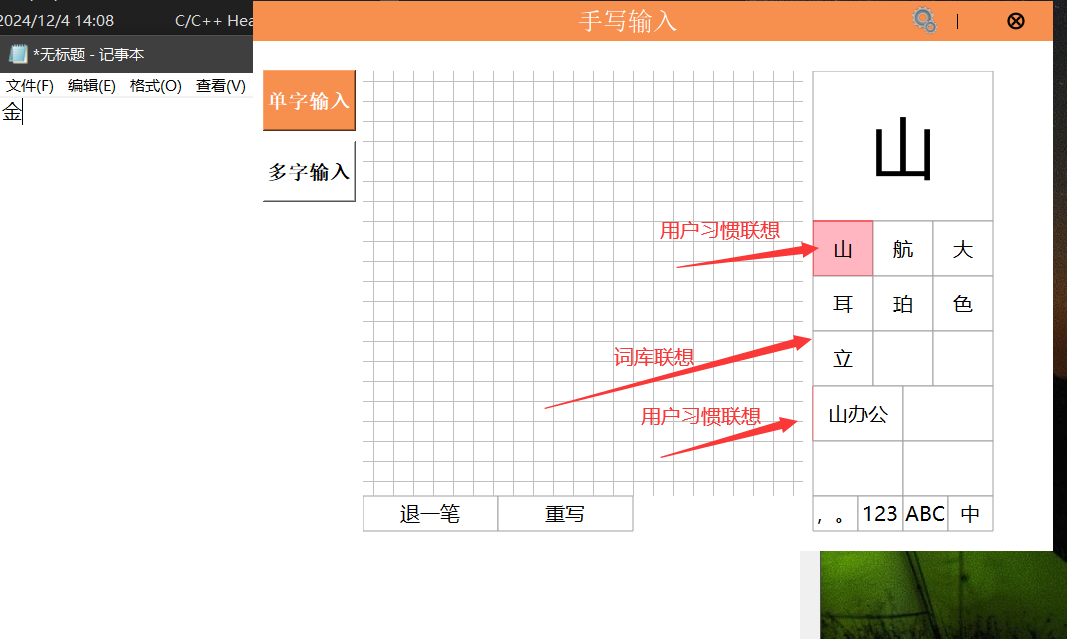 2024/12/4 14:08 C/C++ Hea
手写输入
*无标题 - 记事本
文件(F) 编辑(E) 格式(O) 查看(V)
金
单字输入
多字输入
山
用户习惯联想
山 航 大
耳 珀 色
词库联想
立
用户习惯联想
山办公
退一笔 重写
，。 123 ABC 中